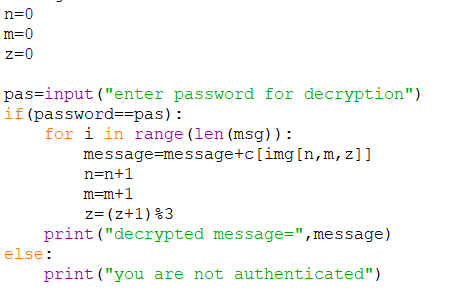 n=0
m=0
z=0
pas=input("enter password for decryption")
if(password==pas):
    for i in range(len(msg)):
        message=message+c[img[n,m,z]]
        n=n+1
        m=m+1
        z=(z+1)%3
    print("decrypted message=",message)
else:
    print("you are not authenticated")